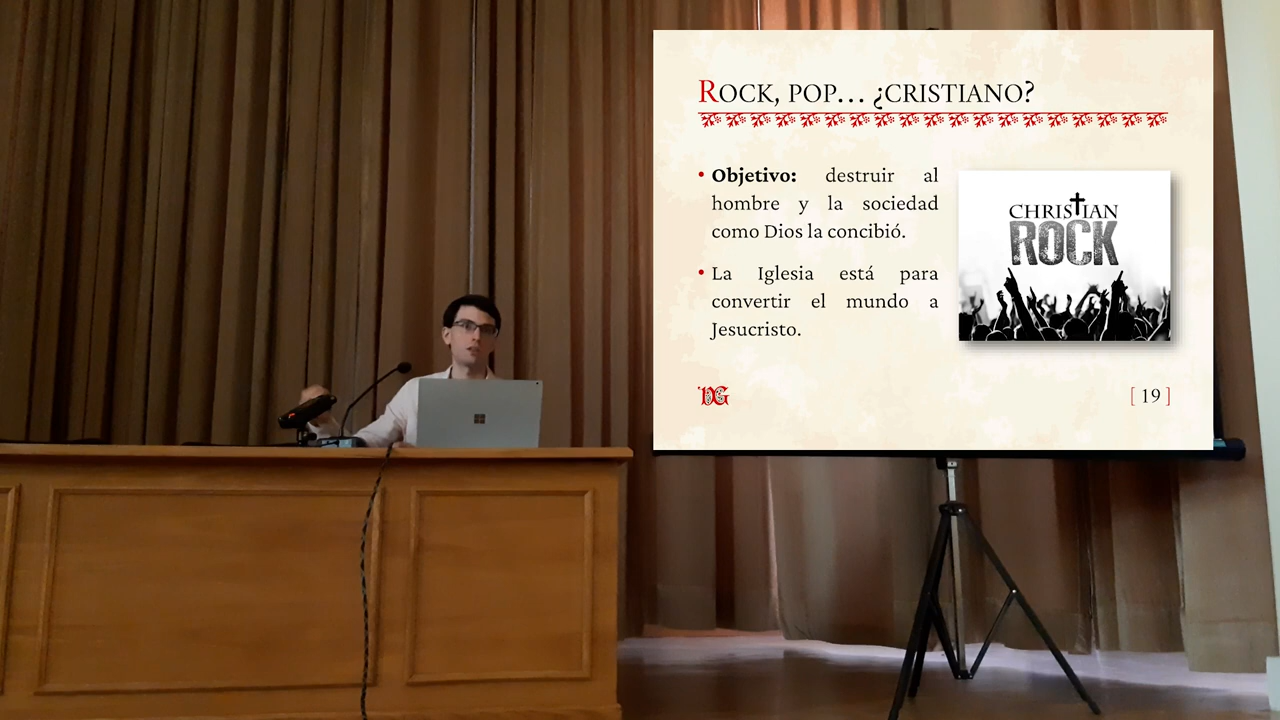 ROCK, POP... ¿CRISTIANO?
• Objetivo: destruir al
hombre y la sociedad
como Dios la concibió.
• La Iglesia está para
convertir el mundo a
Jesucristo.
CHRISTIAN
ROCK
DG
[ 19 ]